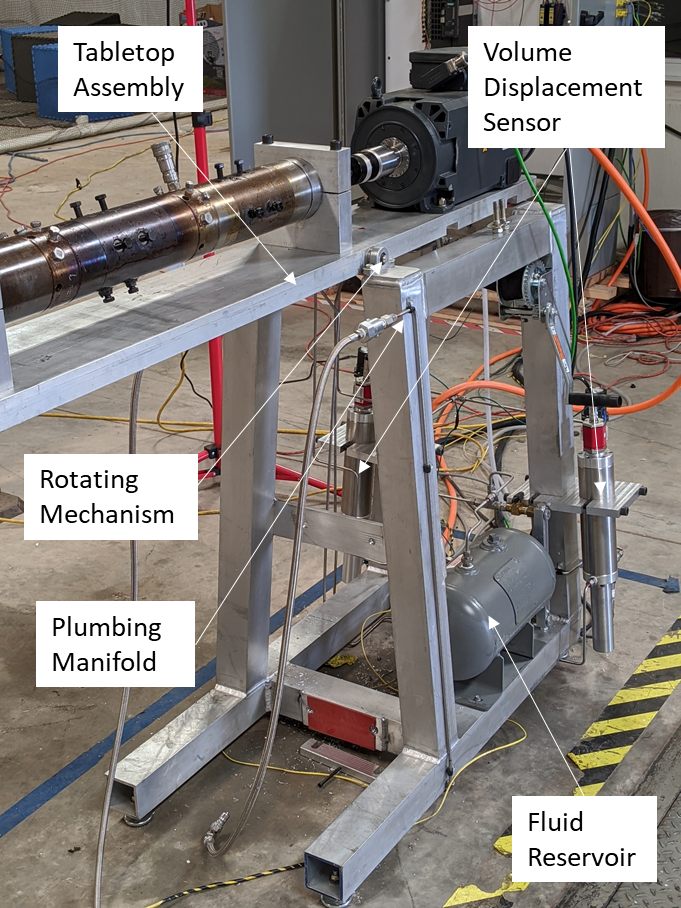 Tabletop
Assembly
Volume
Displacement
Sensor
Rotating
Mechanism
Plumbing
Manifold
Fluid
Reservoir